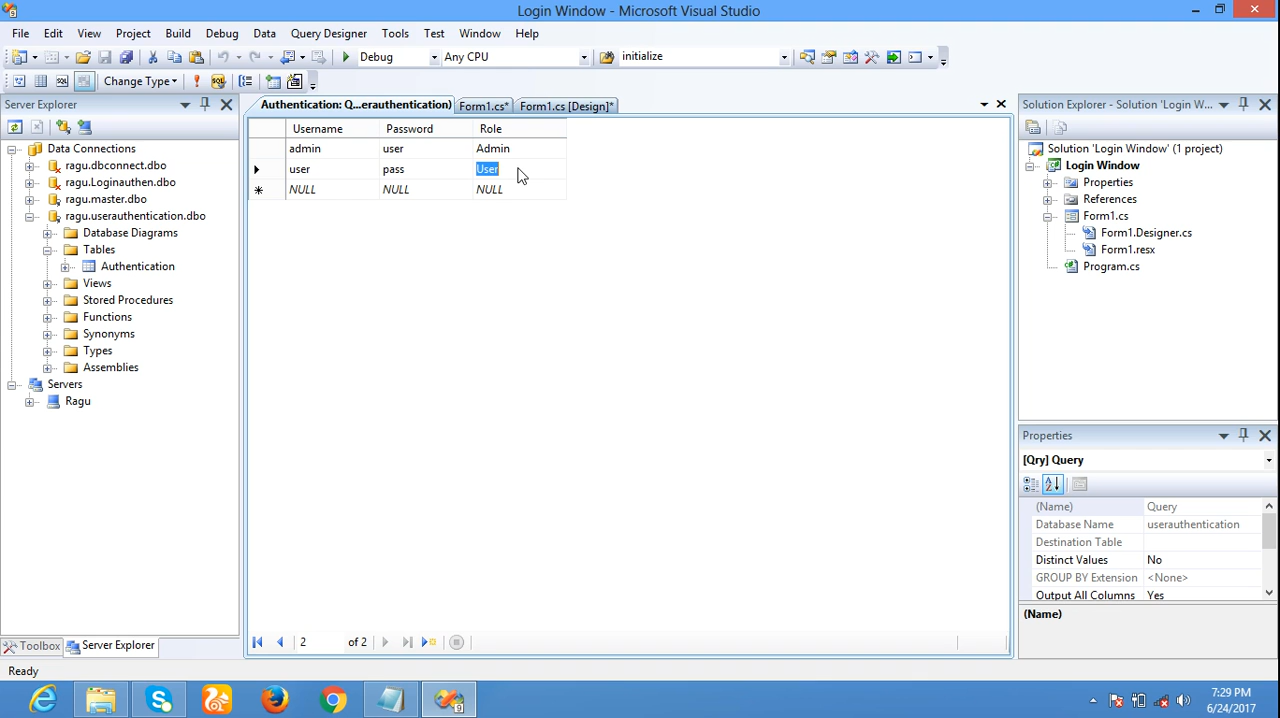 Login Window - Microsoft Visual Studio
File Edit View Project Build Debug Data Query Designer Tools Test Window Help
Debug Any CPU initialize
Change Type
Server Explorer
Authentication: Q...erauthentication) Form1.cs* Form1.cs [Design]*
Solution Explorer - Solution 'Login W...
Data Connections
ragu.dbconnect.dbo
ragu.Loginauthen.dbo
ragu.master.dbo
ragu.userauthentication.dbo
Database Diagrams
Tables
Authentication
Views
Stored Procedures
Functions
Synonyms
Types
Assemblies
Servers
Ragu
Username Password Role
admin user Admin
user pass User
NULL NULL NULL
2 of 2
Solution 'Login Window' (1 project)
Login Window
Properties
References
Form1.cs
Form1.Designer.cs
Form1.resx
Program.cs
Properties
[Qry] Query
(Name) Query
Database Name userauthentication
Destination Table
Distinct Values No
GROUP BY Extension <None>
Output All Columns Yes
(Name)
Toolbox Server Explorer
Ready
7:29 PM
6/24/2017